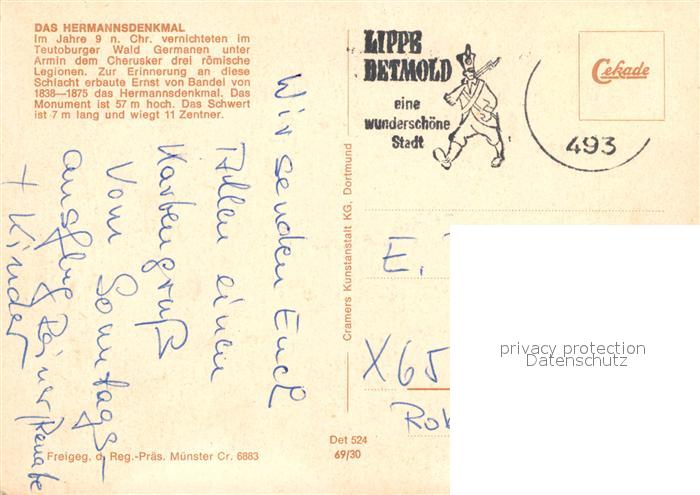 DAS HERMANNSDENKMAL
Im Jahre 9 n. Chr. vernichteten im
Teutoburger Wald Germanen unter
Armin dem Cherusker drei römische
Legionen. Zur Erinnerung an diese
Schlacht erbaute Ernst von Bandel von
1838—1875 das Hermannsdenkmal. Das
Monument ist 57 m hoch. Das Schwert
ist 7 m lang und wiegt 11 Zentner.
Wir senden Euch
Allen einen
Kartengruß
Vom Sonntags-
ausflug Reiner/Renate
+ Kinder
Freigeg. d. Reg.-Präs. Münster Cr. 6883
Cramers Kunstanstalt KG, Dortmund
Det 524
69/30
LIPPE
DETMOLD
eine
wunderschöne
Stadt
493
Cekade
E.
X65
privacy protection
Datenschutz